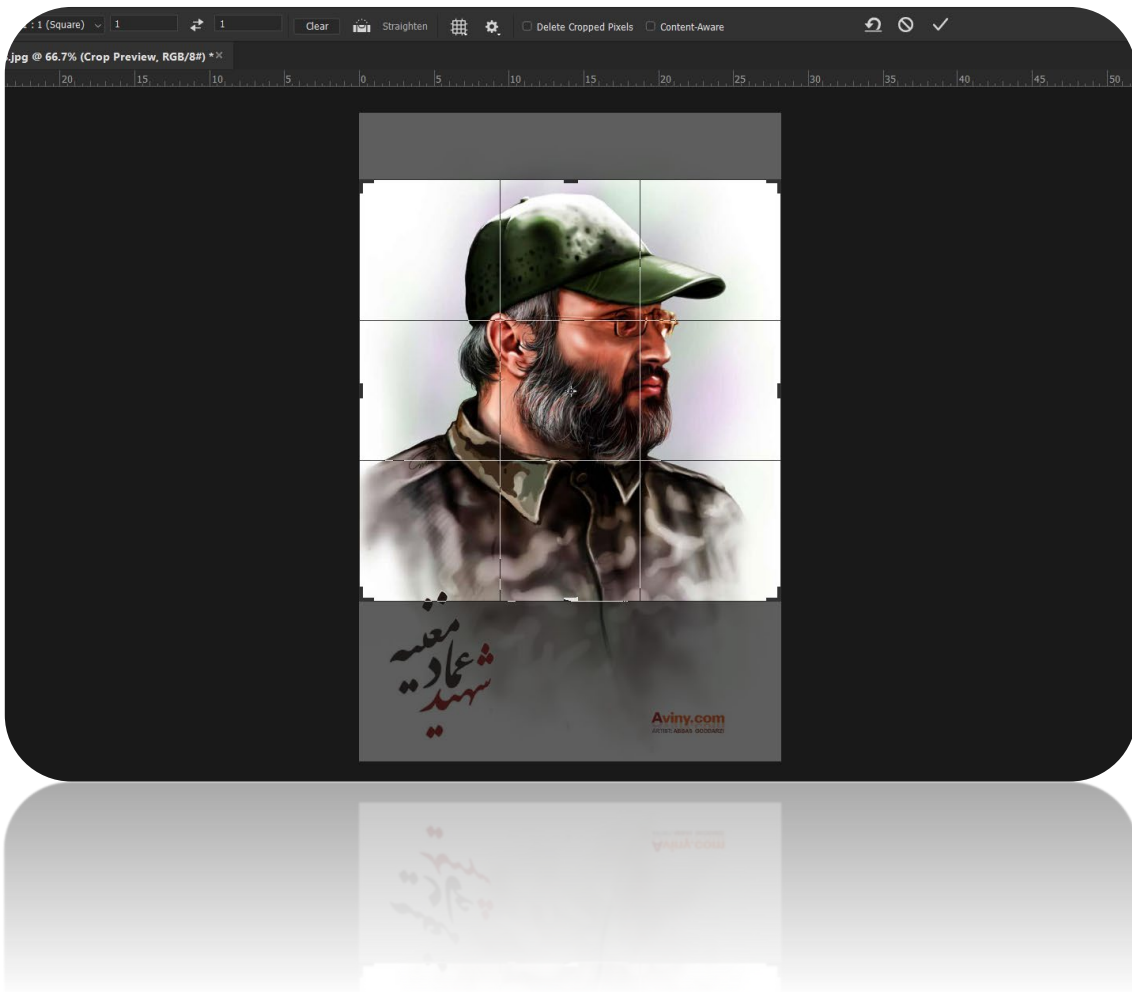 : 1 (Square) 1 1 Clear Straighten Delete Cropped Pixels Content-Aware
.jpg @ 66.7% (Crop Preview, RGB/8#) *
20 15 10 5 0 5 10 15 20 25 30 35 40 45 50
شهید
عماد
مغنیه
Aviny.com